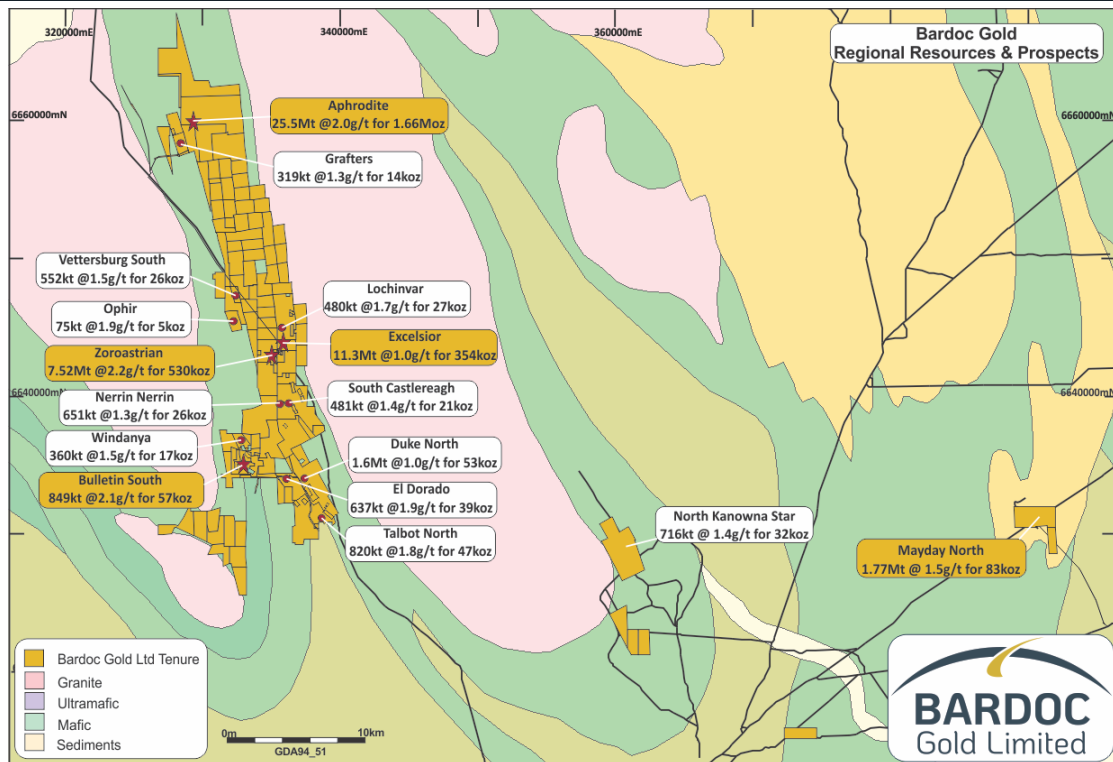 320000mE
340000mE
360000mE
Bardoc Gold
Regional Resources & Prospects
6660000mN
6660000mN
Aphrodite
25.5Mt @2.0g/t for 1.66Moz
Grafters
319kt @1.3g/t for 14koz
Vettersburg South
552kt @1.5g/t for 26koz
Lochinvar
480kt @1.7g/t for 27koz
Ophir
75kt @1.9g/t for 5koz
Excelsior
11.3Mt @1.0g/t for 354koz
Zoroastrian
7.52Mt @2.2g/t for 530koz
6640000mN
6640000mN
Nerrin Nerrin
651kt @1.3g/t for 26koz
South Castlereagh
481kt @1.4g/t for 21koz
Windanya
360kt @1.5g/t for 17koz
Duke North
1.6Mt @1.0g/t for 53koz
Bulletin South
849kt @2.1g/t for 57koz
El Dorado
637kt @1.9g/t for 39koz
Talbot North
820kt @1.8g/t for 47koz
North Kanowna Star
716kt @ 1.4g/t for 32koz
Mayday North
1.77Mt @ 1.5g/t for 83koz
Bardoc Gold Ltd Tenure
Granite
Ultramafic
Mafic
Sediments
0m
10km
GDA94_51
BARDOC
Gold Limited